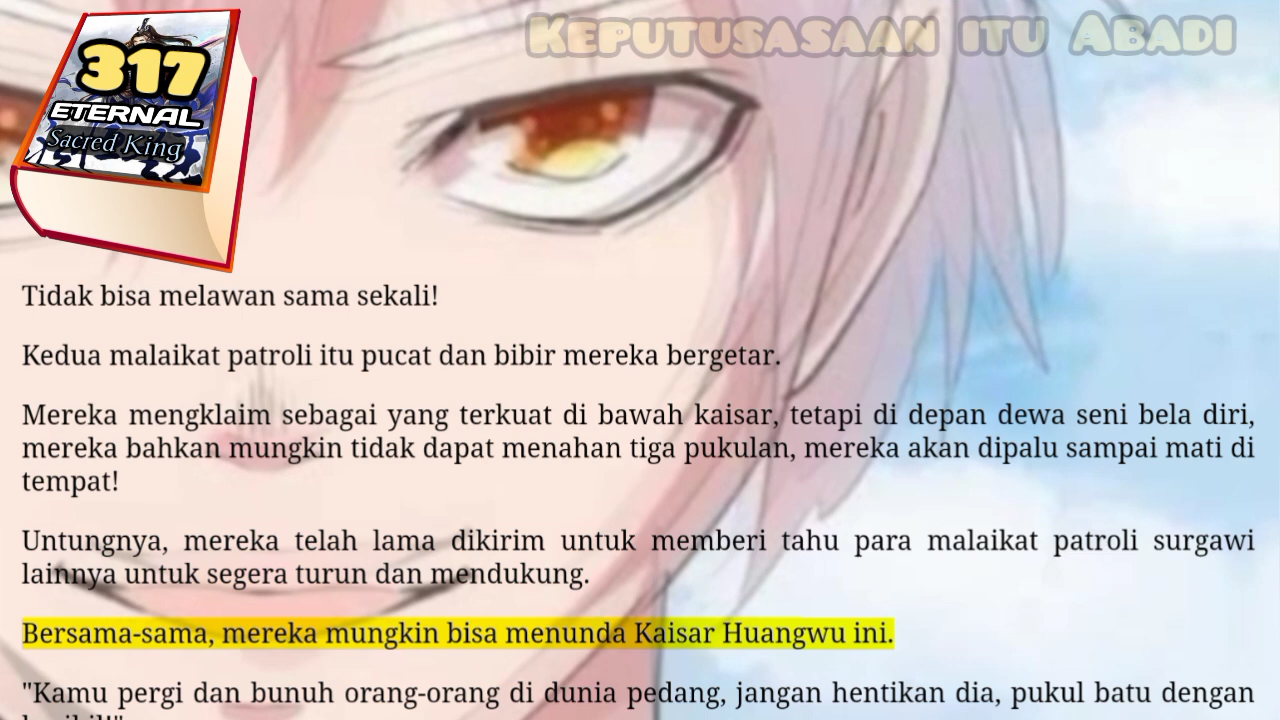 Keputusasaan itu Abadi
317
ETERNAL
Sacred King
Tidak bisa melawan sama sekali!
Kedua malaikat patroli itu pucat dan bibir mereka bergetar.
Mereka mengklaim sebagai yang terkuat di bawah kaisar, tetapi di depan dewa seni bela diri,
mereka bahkan mungkin tidak dapat menahan tiga pukulan, mereka akan dipalu sampai mati di
tempat!
Untungnya, mereka telah lama dikirim untuk memberi tahu para malaikat patroli surgawi
lainnya untuk segera turun dan mendukung.
Bersama-sama, mereka mungkin bisa menunda Kaisar Huangwu ini.
"Kamu pergi dan bunuh orang-orang di dunia pedang, jangan hentikan dia, pukul batu dengan